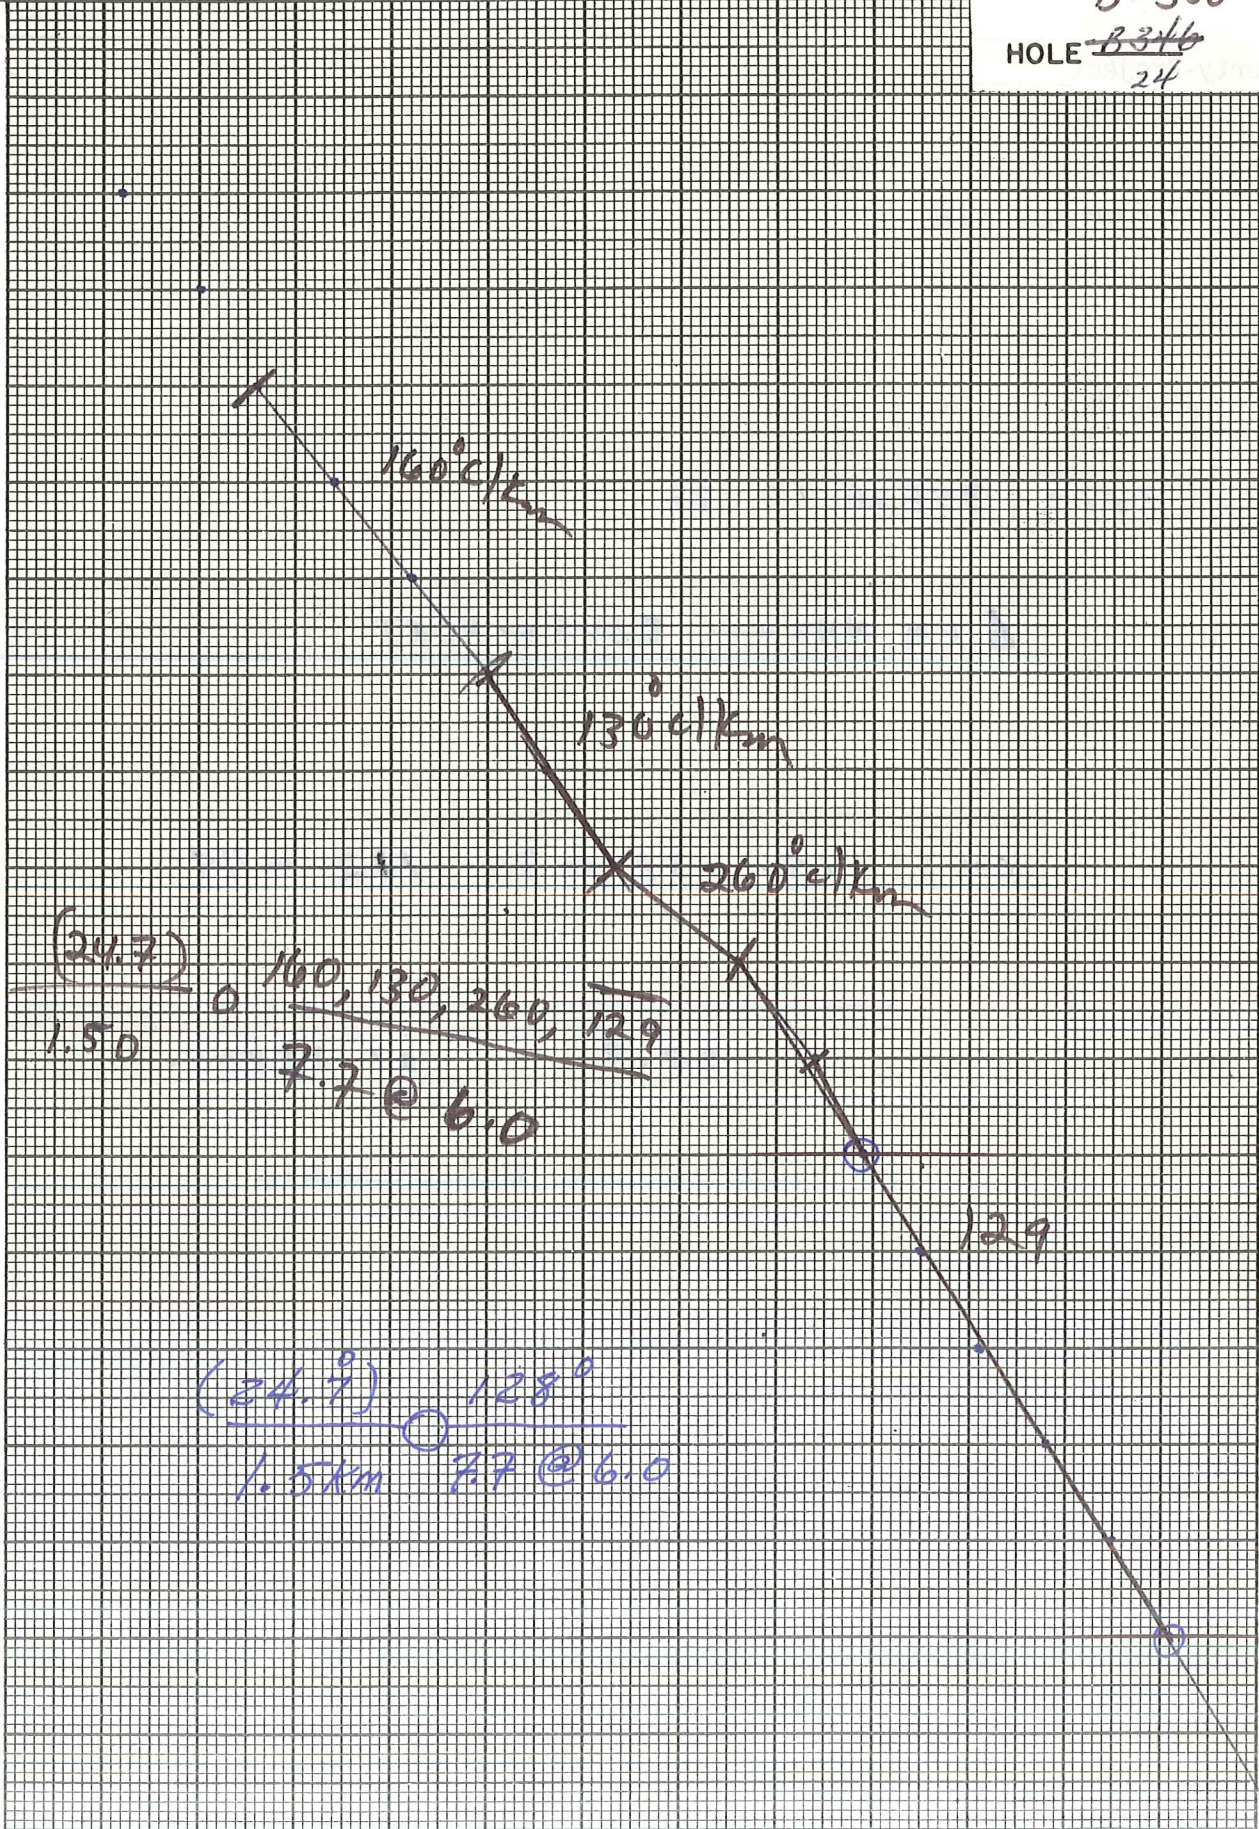 HOLE B346
24
160°C/Km
130°C/Km
260°C/Km
(24.7) 0 160, 130, 260, 129
1.50 7.7 @ 6.0
129
(24.7°) 128°
1.5Km 7.7 @ 6.0